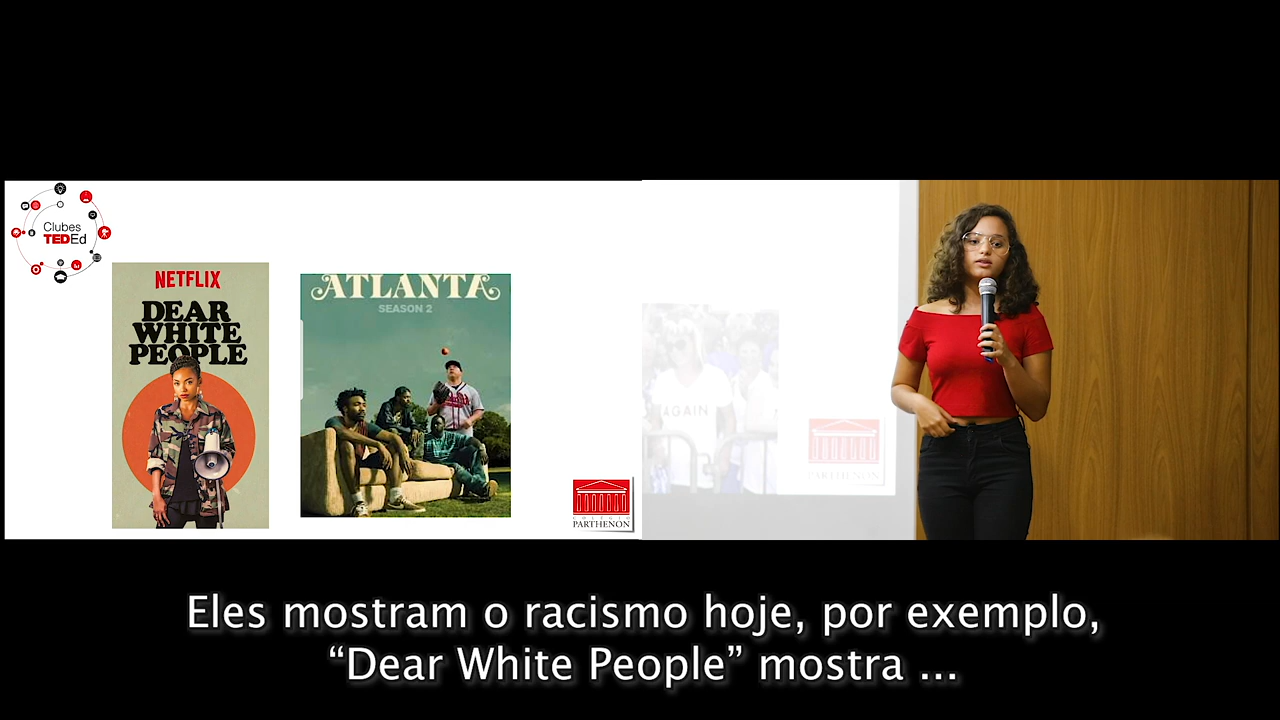 Clubes
TEDEd
NETFLIX
DEAR
WHITE
PEOPLE
ATLANTA
SEASON 2
COLÉGIO
PARTHENON
AGAIN
PARTHENON
Eles mostram o racismo hoje, por exemplo,
“Dear White People” mostra ...